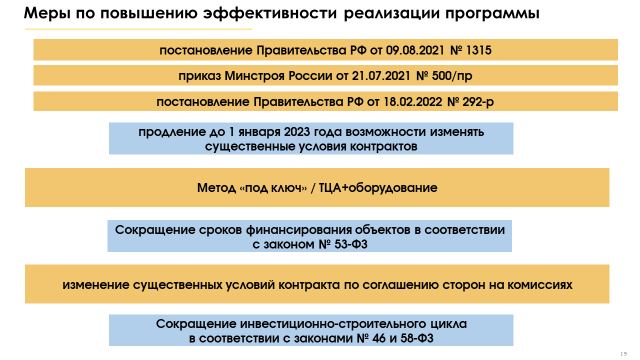 Меры по повышению эффективности реализации программы
постановление Правительства РФ от 09.08.2021 № 1315
приказ Минстроя России от 21.07.2021 № 500/пр
постановление Правительства РФ от 18.02.2022 № 292-р
продление до 1 января 2023 года возможности изменять
существенные условия контрактов
Метод «под ключ» / ТЦА+оборудование
Сокращение сроков финансирования объектов в соответствии
с законом № 53-ФЗ
изменение существенных условий контракта по соглашению сторон на комиссиях
Сокращение инвестиционно-строительного цикла
в соответствии с законами № 46 и 58-ФЗ